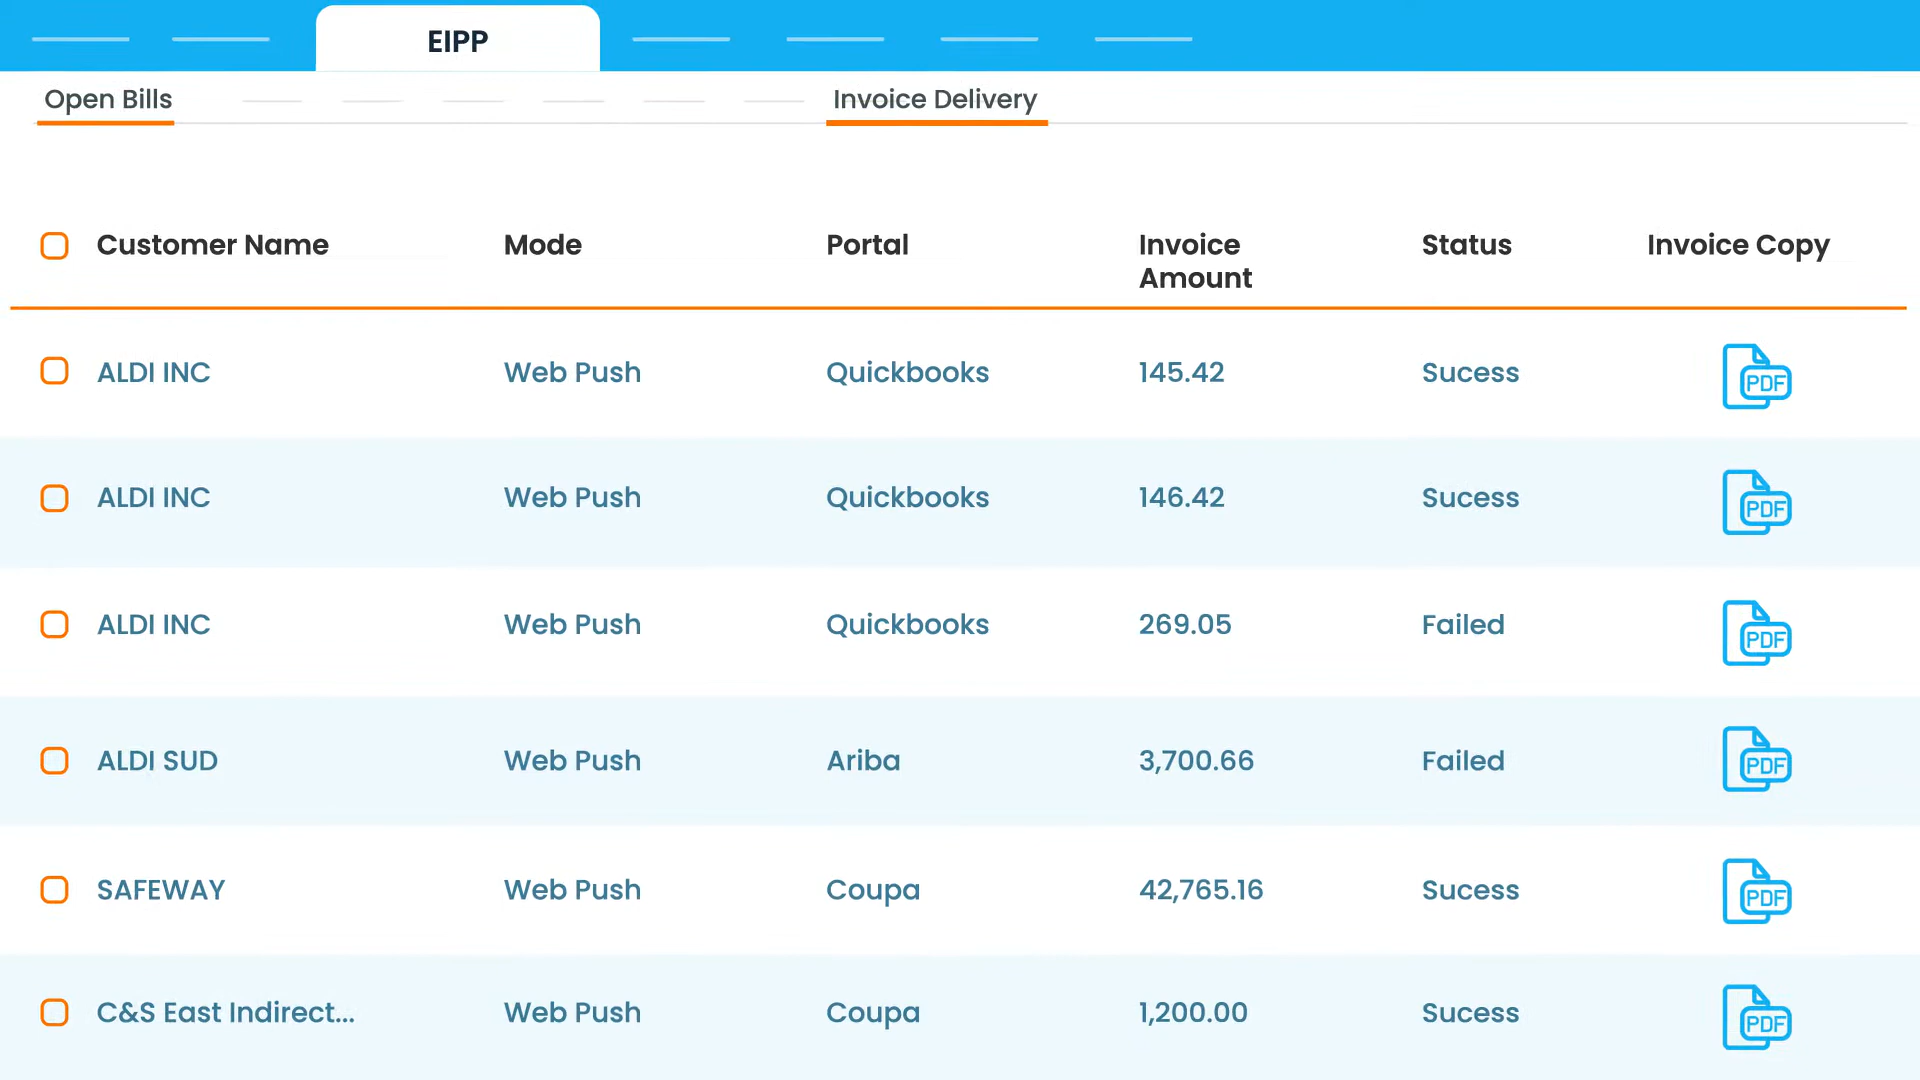 EIPP
Open Bills Invoice Delivery
Customer Name Mode Portal Invoice Amount Status Invoice Copy
ALDI INC Web Push Quickbooks 145.42 Sucess PDF
ALDI INC Web Push Quickbooks 146.42 Sucess PDF
ALDI INC Web Push Quickbooks 269.05 Failed PDF
ALDI SUD Web Push Ariba 3,700.66 Failed PDF
SAFEWAY Web Push Coupa 42,765.16 Sucess PDF
C&S East Indirect... Web Push Coupa 1,200.00 Sucess PDF